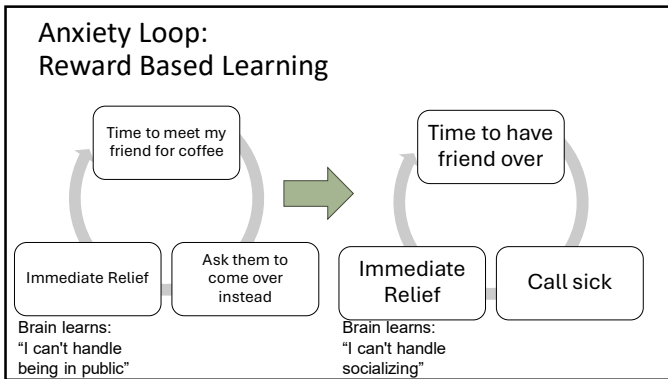 Anxiety Loop:
Reward Based Learning
Time to meet my
friend for coffee
Immediate Relief
Ask them to
come over
instead
Brain learns:
“I can't handle
being in public”
Time to have
friend over
Immediate
Relief
Call sick
Brain learns:
“I can't handle
socializing”